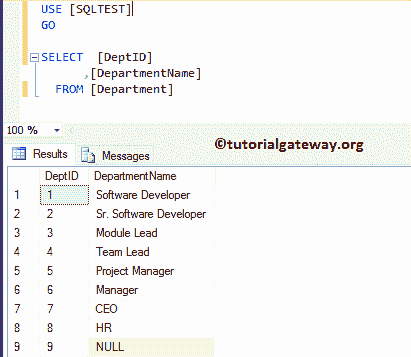 USE [SQLTEST]
GO
SELECT [DeptID]
,[DepartmentName]
FROM [Department]
100 %
©tutorialgateway.org
Results Messages
DeptID DepartmentName
1 1 Software Developer
2 2 Sr. Software Developer
3 3 Module Lead
4 4 Team Lead
5 5 Project Manager
6 6 Manager
7 7 CEO
8 8 HR
9 9 NULL